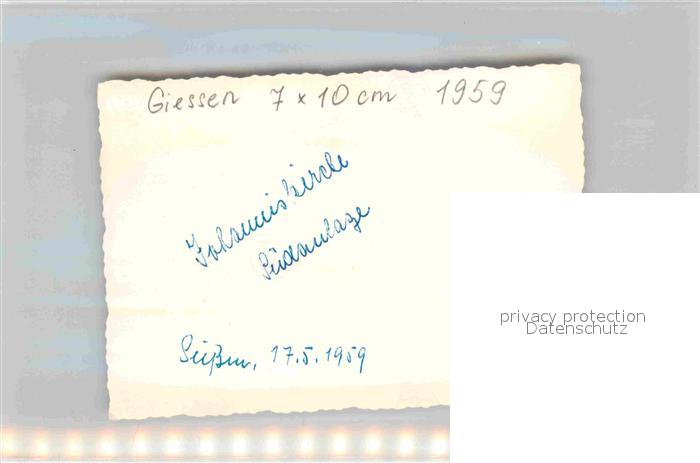 Giessen 7 x 10 cm 1959
Johanniskirche
Südanlage
Gießen, 17.5.1959
privacy protection
Datenschutz